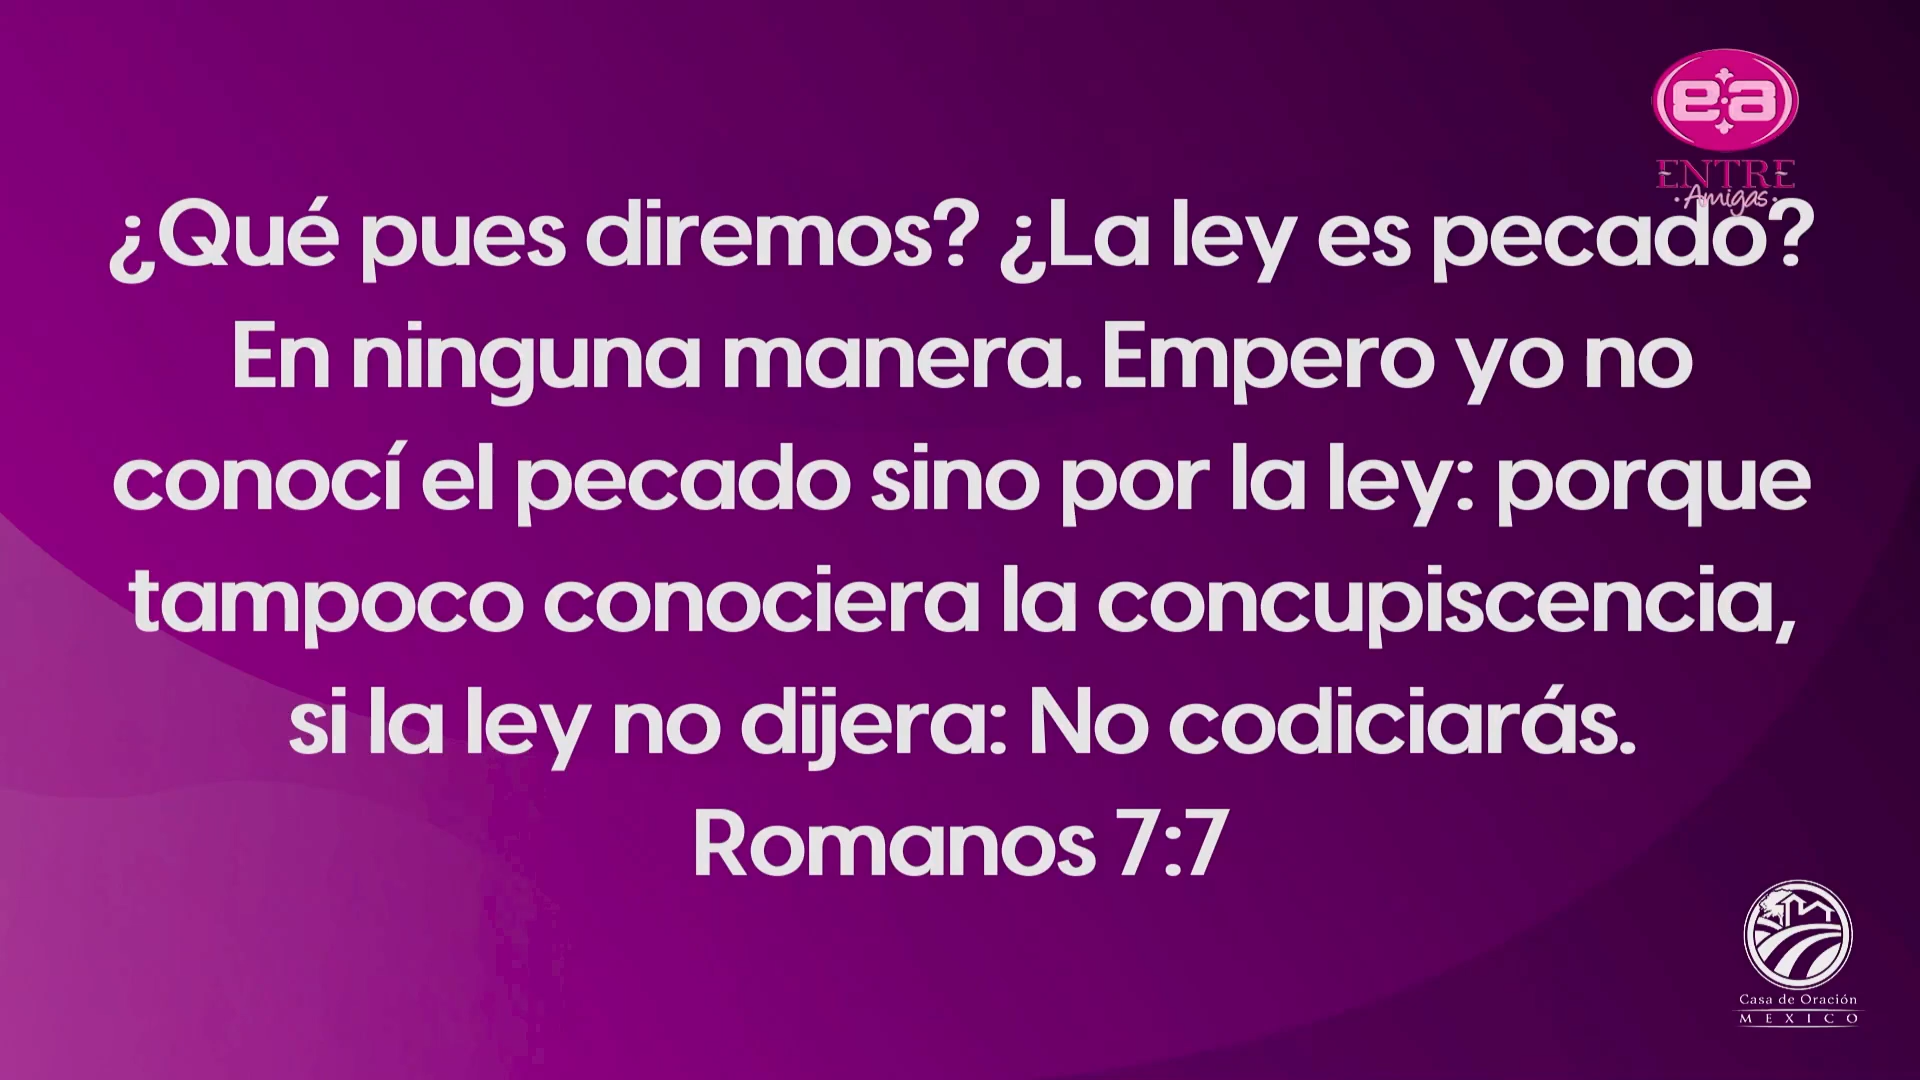 e·a
ENTRE
·Amigas·
¿Qué pues diremos? ¿La ley es pecado?
En ninguna manera. Empero yo no
conocí el pecado sino por la ley: porque
tampoco conociera la concupiscencia,
si la ley no dijera: No codiciarás.
Romanos 7:7
Casa de Oración
MEXICO